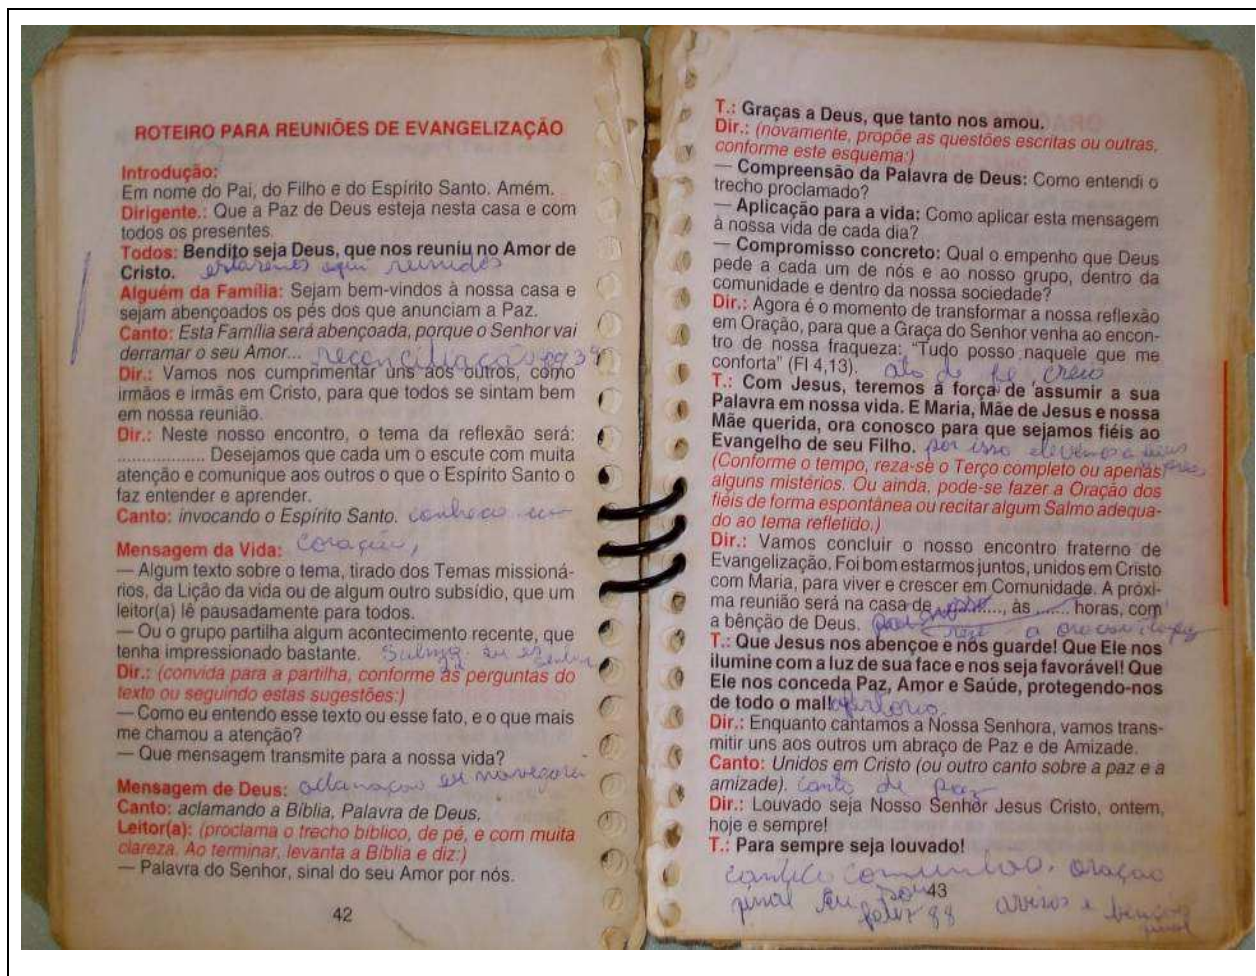 ROTEIRO PARA REUNIÕES DE EVANGELIZAÇÃO
Introdução:
Em nome do Pai, do Filho e do Espírito Santo. Amém.
Dirigente.: Que a Paz de Deus esteja nesta casa e com
todos os presentes.
Todos: Bendito seja Deus, que nos reuniu no Amor de
Cristo. estaremos aqui reunidos
Alguém da Família: Sejam bem-vindos à nossa casa e
sejam abençoados os pés dos que anunciam a Paz.
Canto: Esta Família será abençoada, porque o Senhor vai
derramar o seu Amor... reconciliação pg
Dir.: Vamos nos cumprimentar uns aos outros, como
irmãos e irmãs em Cristo, para que todos se sintam bem
em nossa reunião.
Dir.: Neste nosso encontro, o tema da reflexão será:
................ Desejamos que cada um o escute com muita
atenção e comunique aos outros o que o Espírito Santo o
faz entender e aprender.
Canto: invocando o Espírito Santo. conheço um
Mensagem da Vida: coração,
— Algum texto sobre o tema, tirado dos Temas missioná-
rios, da Lição da vida ou de algum outro subsídio, que um
leitor(a) lê pausadamente para todos.
— Ou o grupo partilha algum acontecimento recente, que
tenha impressionado bastante.
Dir.: (convida para a partilha, conforme as perguntas do
texto ou seguindo estas sugestões:)
— Como eu entendo esse texto ou esse fato, e o que mais
me chamou a atenção?
— Que mensagem transmite para a nossa vida?
Mensagem de Deus: eu navegarei
Canto: aclamando a Bíblia, Palavra de Deus.
Leitor(a): (proclama o trecho bíblico, de pé, e com muita
clareza. Ao terminar, levanta a Bíblia e diz:)
— Palavra do Senhor, sinal do seu Amor por nós.
42
T.: Graças a Deus, que tanto nos amou.
Dir.: (novamente, propõe as questões escritas ou outras,
conforme este esquema:)
— Compreensão da Palavra de Deus: Como entendi o
trecho proclamado?
— Aplicação para a vida: Como aplicar esta mensagem
à nossa vida de cada dia?
— Compromisso concreto: Qual o empenho que Deus
pede a cada um de nós e ao nosso grupo, dentro da
comunidade e dentro da nossa sociedade?
Dir.: Agora é o momento de transformar a nossa reflexão
em Oração, para que a Graça do Senhor venha ao encon-
tro de nossa fraqueza: "Tudo posso naquele que me
conforta" (Fl 4,13). ato de fé creio
T.: Com Jesus, teremos a força de assumir a sua
Palavra em nossa vida. E Maria, Mãe de Jesus e nossa
Mãe querida, ora conosco para que sejamos fiéis ao
Evangelho de seu Filho. por isso elevemos a
(Conforme o tempo, reza-se o Terço completo ou apenas
alguns mistérios. Ou ainda, pode-se fazer a Oração dos
fiéis de forma espontânea ou recitar algum Salmo adequa-
do ao tema refletido.)
Dir.: Vamos concluir o nosso encontro fraterno de
Evangelização. Foi bom estarmos juntos, unidos em Cristo
com Maria, para viver e crescer em Comunidade. A próxi-
ma reunião será na casa de ........, às ....... horas, com
a bênção de Deus.
T.: Que Jesus nos abençoe e nos guarde! Que Ele nos
ilumine com a luz de sua face e nos seja favorável! Que
Ele nos conceda Paz, Amor e Saúde, protegendo-nos
de todo o mal! ofertorio.
Dir.: Enquanto cantamos a Nossa Senhora, vamos trans-
mitir uns aos outros um abraço de Paz e de Amizade.
Canto: Unidos em Cristo (ou outro canto sobre a paz e a
amizade). canto de paz
Dir.: Louvado seja Nosso Senhor Jesus Cristo, ontem,
hoje e sempre!
T.: Para sempre seja louvado!
comunhão. oração
43
feliz 88 avisos e benção